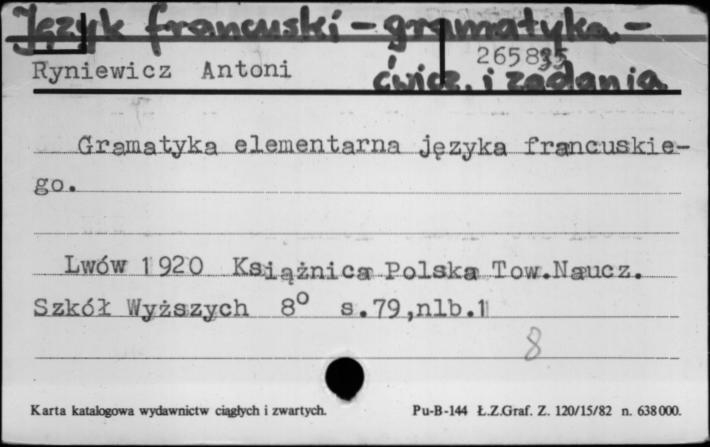 Język francuski - gramatyka -
265835
Ryniewicz Antoni
ćwicz. i zadania
Gramatyka elementarna języka francuskie-
go.
Lwów 1920 Książnica Polska Tow.Naucz.
Szkół Wyższych 8° s.79,nlb.1
8
Karta katalogowa wydawnictw ciągłych i zwartych. Pu-B-144 Ł.Z.Graf. Z. 120/15/82 n. 638000.